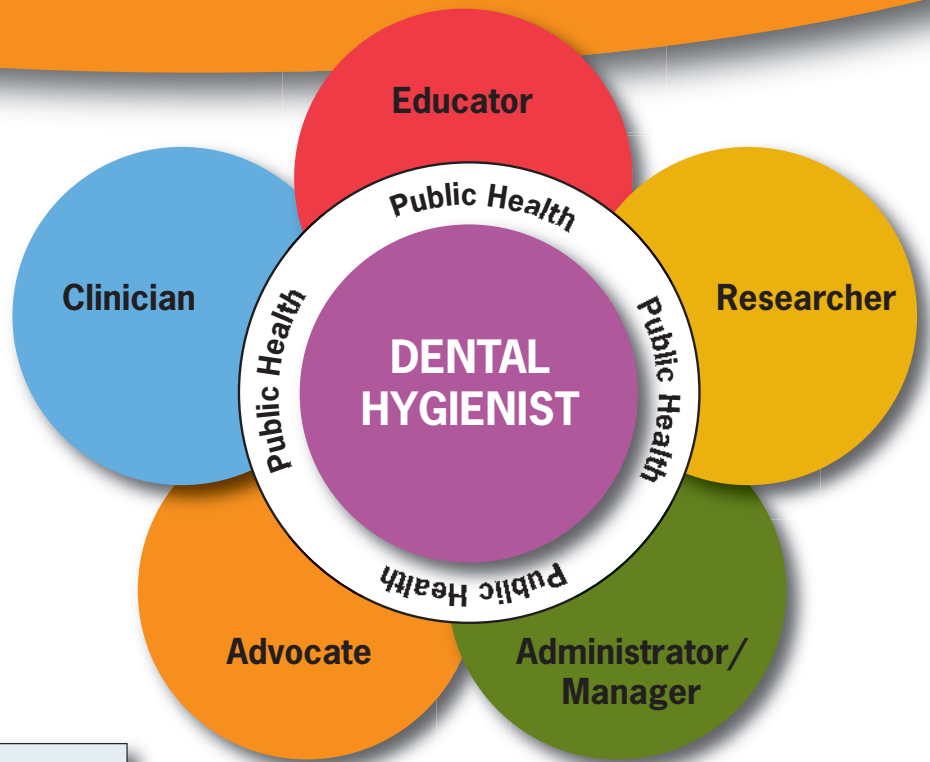 Educator
Public Health
Clinician
Researcher
Public Health
DENTAL
HYGIENIST
Public Health
Public Health
Advocate
Administrator/
Manager